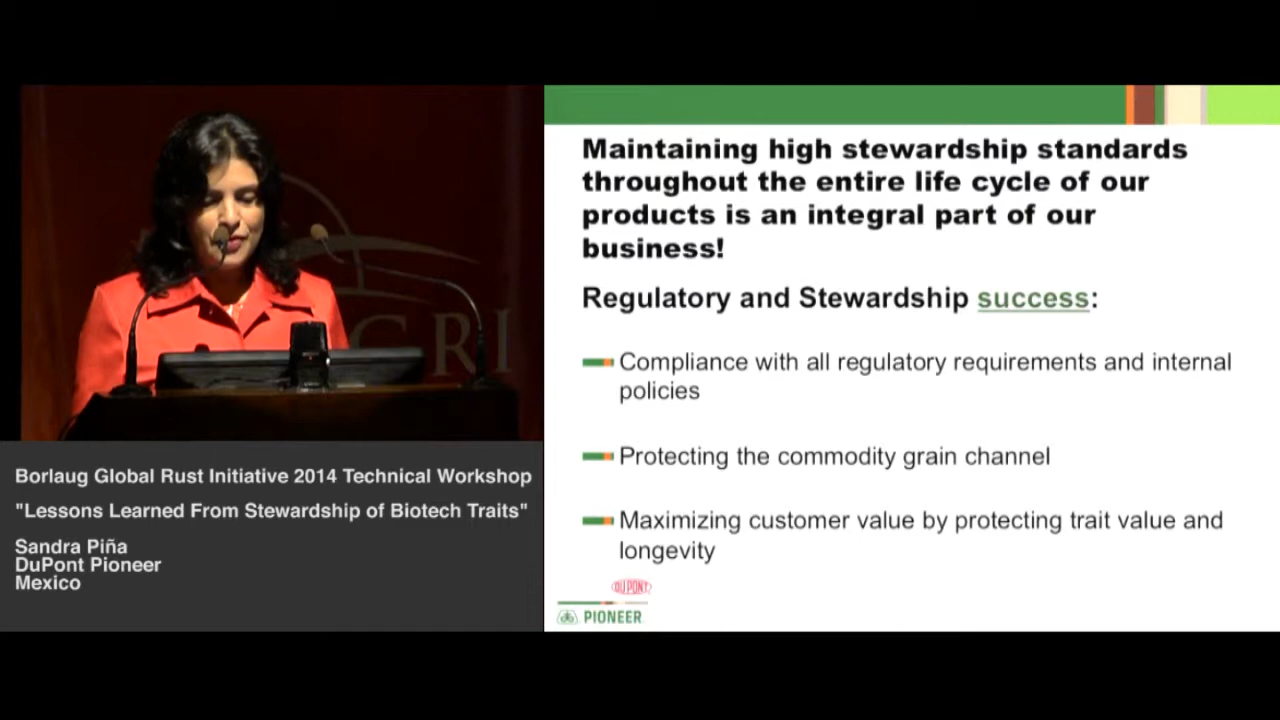 GRI
Borlaug Global Rust Initiative 2014 Technical Workshop
"Lessons Learned From Stewardship of Biotech Traits"
Sandra Piña
DuPont Pioneer
Mexico
Maintaining high stewardship standards
throughout the entire life cycle of our
products is an integral part of our
business!
Regulatory and Stewardship success:
Compliance with all regulatory requirements and internal
policies
Protecting the commodity grain channel
Maximizing customer value by protecting trait value and
longevity
DUPONT
PIONEER